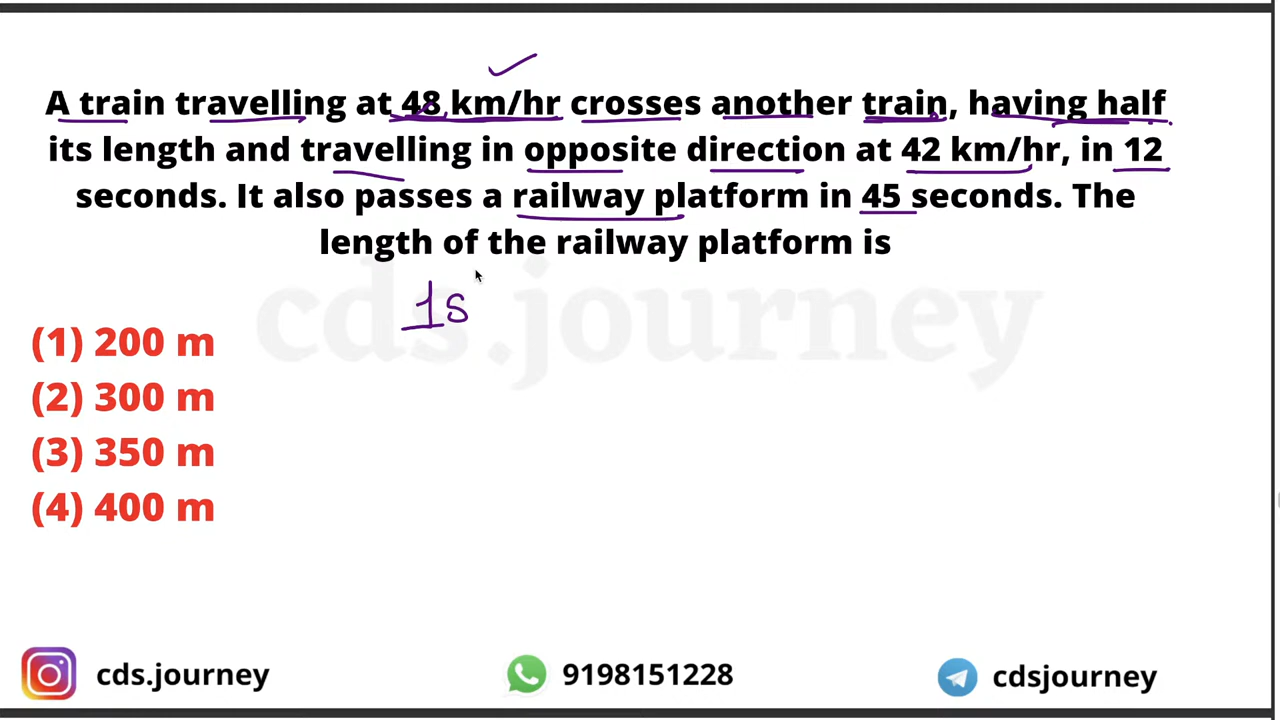 A train travelling at 48 km/hr crosses another train, having half
its length and travelling in opposite direction at 42 km/hr, in 12
seconds. It also passes a railway platform in 45 seconds. The
length of the railway platform is
1s
cds.journey
(1) 200 m
(2) 300 m
(3) 350 m
(4) 400 m
cds.journey
9198151228
cdsjourney